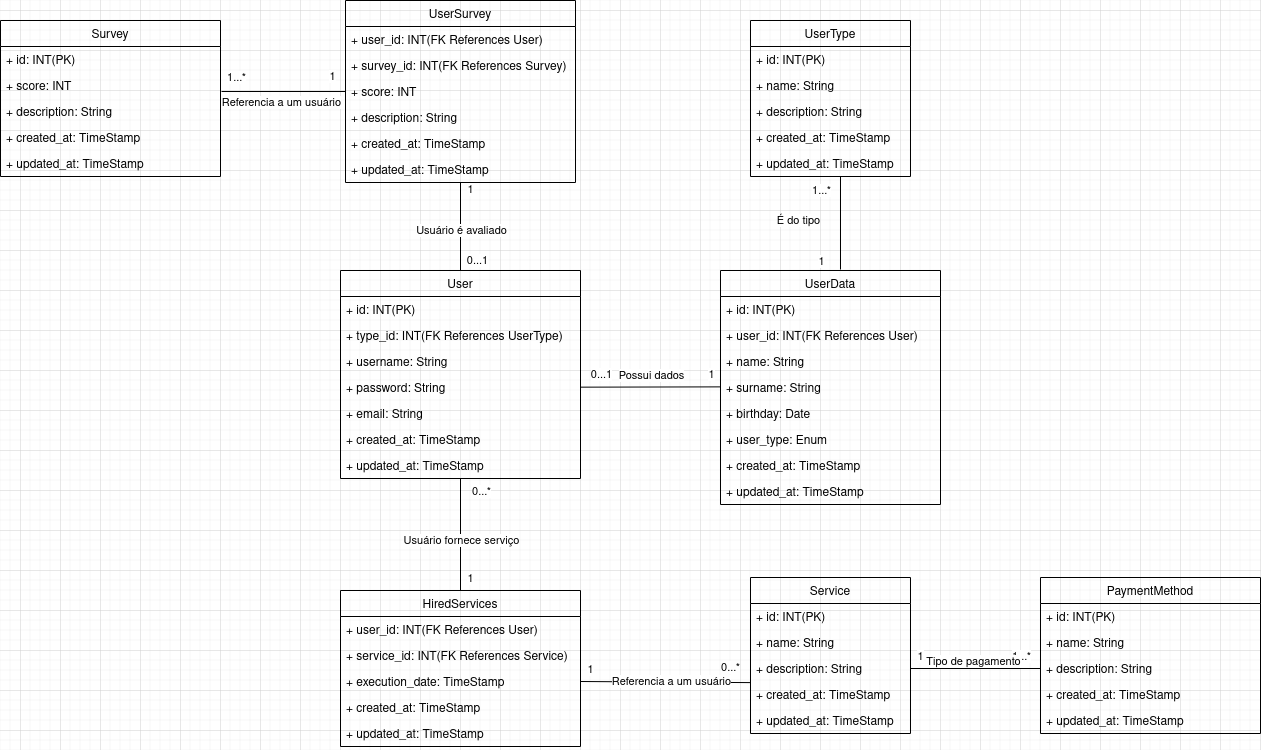 Survey
+ id: INT(PK)
+ score: INT
+ description: String
+ created_at: TimeStamp
+ updated_at: TimeStamp
1...*
1
Referencia a um usuário
UserSurvey
+ user_id: INT(FK References User)
+ survey_id: INT(FK References Survey)
+ score: INT
+ description: String
+ created_at: TimeStamp
+ updated_at: TimeStamp
UserType
+ id: INT(PK)
+ name: String
+ description: String
+ created_at: TimeStamp
+ updated_at: TimeStamp
1
Usuário é avaliado
0...1
1...*
É do tipo
1
User
+ id: INT(PK)
+ type_id: INT(FK References UserType)
+ username: String
+ password: String
+ email: String
+ created_at: TimeStamp
+ updated_at: TimeStamp
0...1
Possui dados
1
UserData
+ id: INT(PK)
+ user_id: INT(FK References User)
+ name: String
+ surname: String
+ birthday: Date
+ user_type: Enum
+ created_at: TimeStamp
+ updated_at: TimeStamp
0...*
Usuário fornece serviço
1
HiredServices
+ user_id: INT(FK References User)
+ service_id: INT(FK References Service)
+ execution_date: TimeStamp
+ created_at: TimeStamp
+ updated_at: TimeStamp
1
0...*
Referencia a um usuário
Service
+ id: INT(PK)
+ name: String
+ description: String
+ created_at: TimeStamp
+ updated_at: TimeStamp
1
Tipo de pagamento
PaymentMethod
+ id: INT(PK)
+ name: String
+ description: String
+ created_at: TimeStamp
+ updated_at: TimeStamp